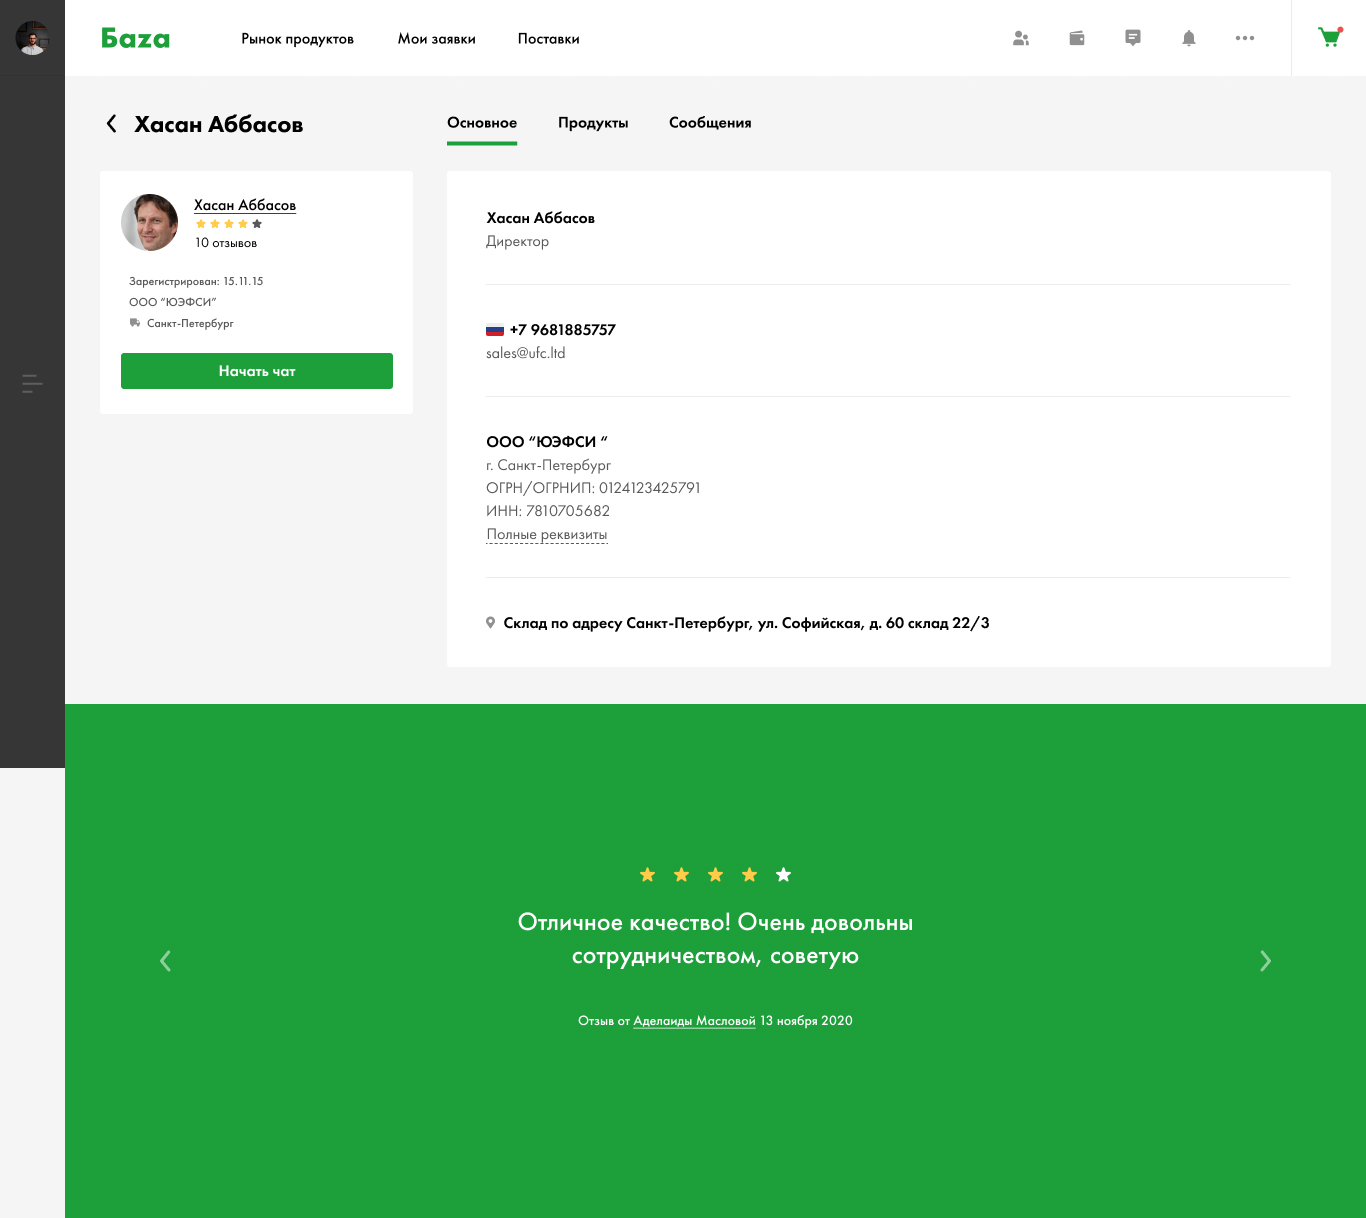 Баzа
Рынок продуктов
Мои заявки
Поставки
Хасан Аббасов
Основное
Продукты
Сообщения
Хасан Аббасов
10 отзывов
Зарегистрирован: 15.11.15
ООО “ЮЭФСИ”
Санкт-Петербург
Начать чат
Хасан Аббасов
Директор
+7 9681885757
sales@ufc.ltd
ООО “ЮЭФСИ “
г. Санкт-Петербург
ОГРН/ОГРНИП: 0124123425791
ИНН: 7810705682
Полные реквизиты
Склад по адресу Санкт-Петербург, ул. Софийская, д. 60 склад 22/3
Отличное качество! Очень довольны
сотрудничеством, советую
Отзыв от Аделаиды Масловой 13 ноября 2020